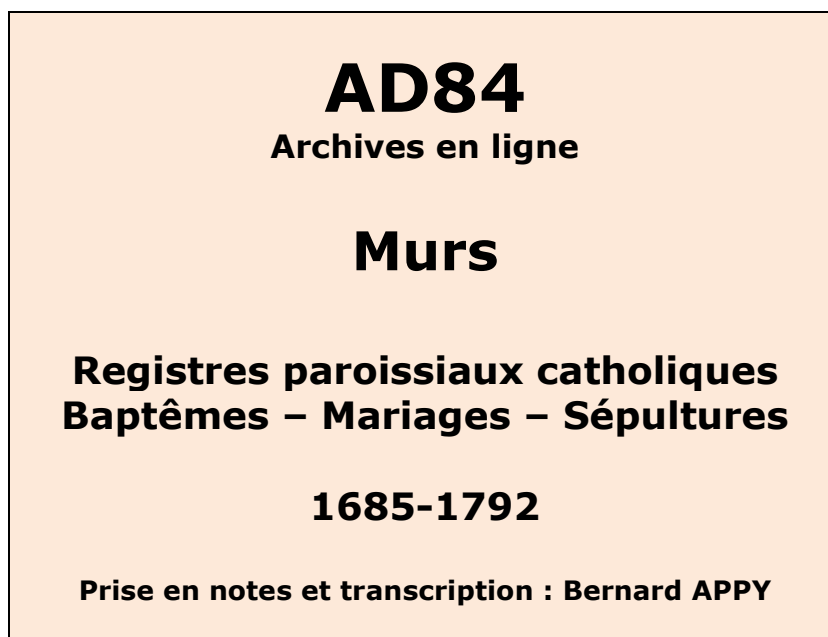 AD84
Archives en ligne
Murs
Registres paroissiaux catholiques
Baptêmes – Mariages – Sépultures
1685-1792
Prise en notes et transcription : Bernard APPY